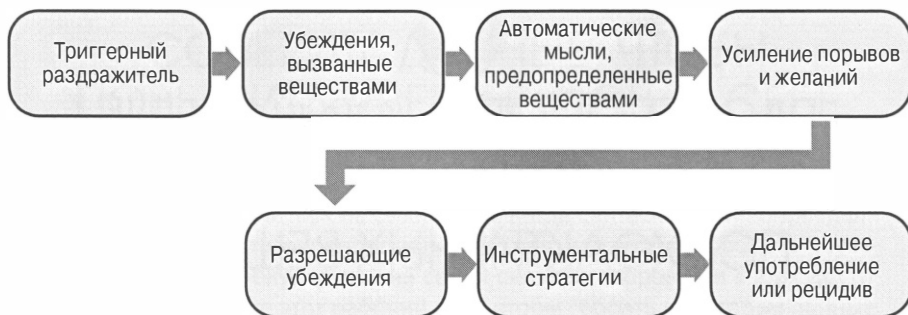 Триггерный
раздражитель
Убеждения,
вызванные
веществами
Автоматические
мысли,
предопределенные
веществами
Усиление порывов
и желаний
Разрешающие
убеждения
Инструментальные
стратегии
Дальнейшее
употребление
или рецидив